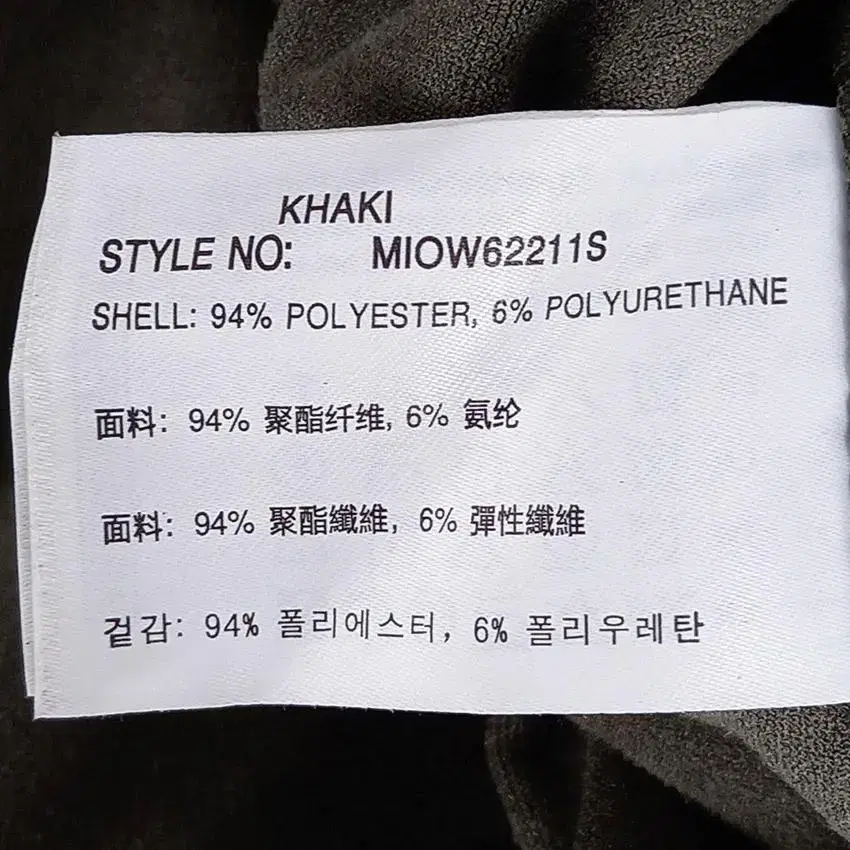 KHAKI
STYLE NO: MIOW62211S
SHELL: 94% POLYESTER, 6% POLYURETHANE
面料: 94% 聚酯纤维, 6% 氨纶
面料: 94% 聚酯纖維, 6% 彈性纖維
겉감: 94% 폴리에스터, 6% 폴리우레탄